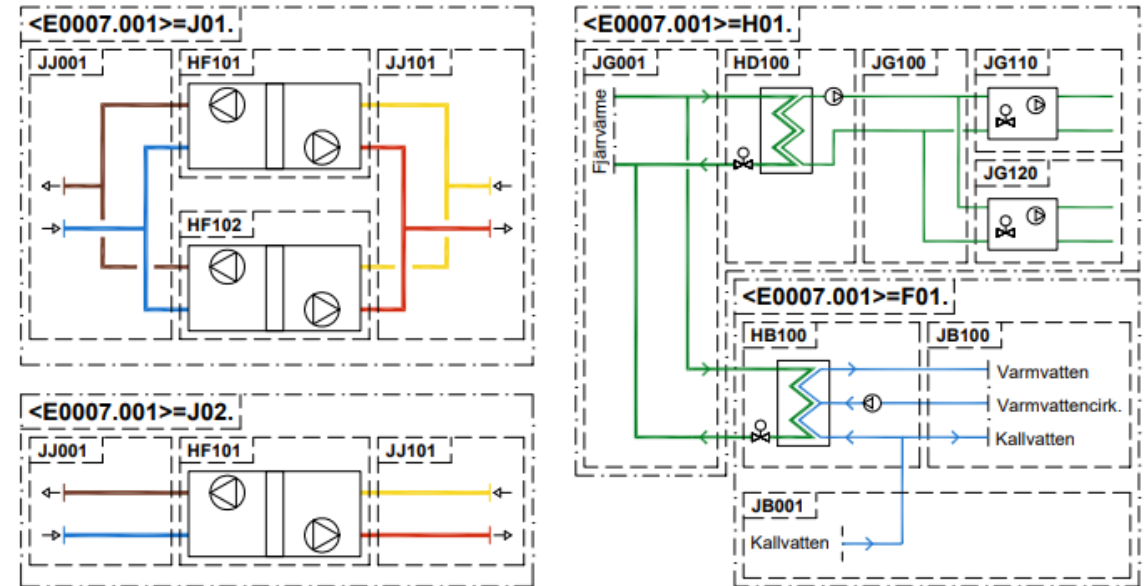 <E0007.001>=J01.
JJ001
HF101
JJ101
HF102
<E0007.001>=J02.
JJ001
HF101
JJ101
<E0007.001>=H01.
JG001
HD100
JG100
JG110
Fjärrvärme
JG120
<E0007.001>=F01.
HB100
JB100
Varmvatten
Varmvattencirk.
Kallvatten
JB001
Kallvatten